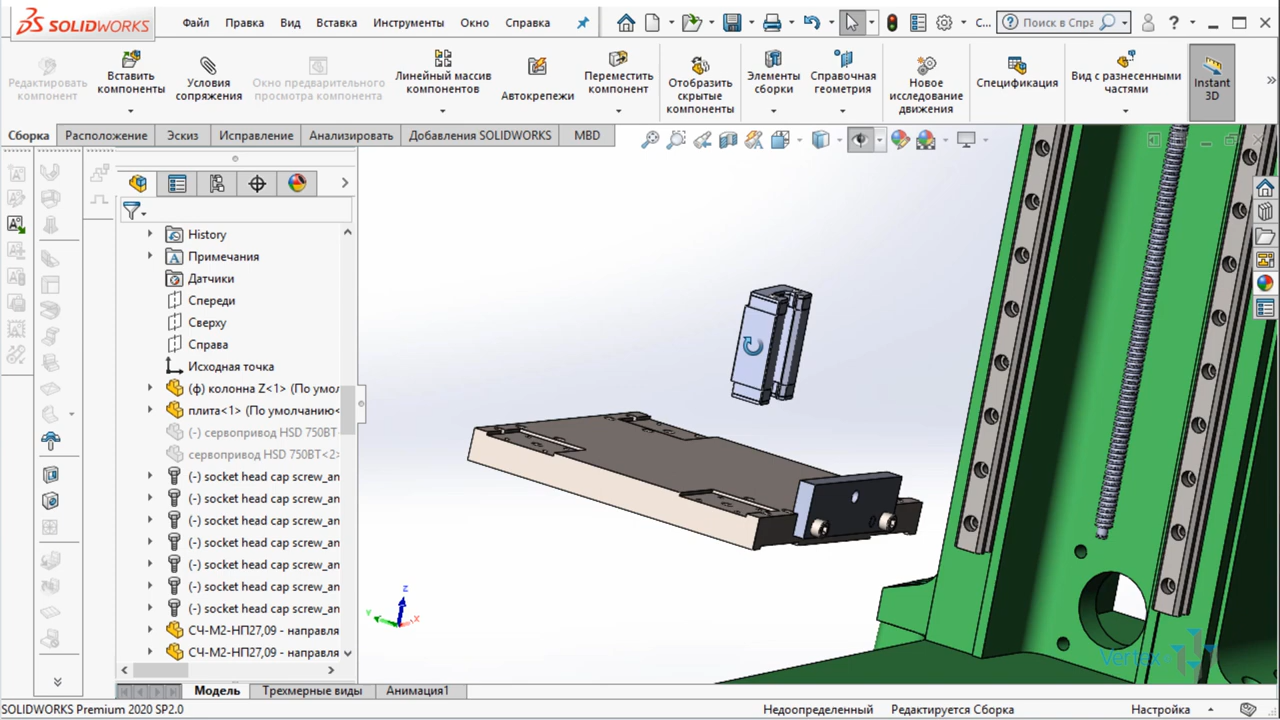 SOLIDWORKS
Файл Правка Вид Вставка Инструменты Окно Справка
С...
Поиск в Спра
Редактировать компонент
Вставить компоненты
Условия сопряжения
Окно предварительного просмотра компонента
Линейный массив компонентов
Автокрепежи
Переместить компонент
Отобразить скрытые компоненты
Элементы сборки
Справочная геометрия
Новое исследование движения
Спецификация
Вид с разнесенными частями
Instant 3D
Сборка Расположение Эскиз Исправление Анализировать Добавления SOLIDWORKS MBD
History
Примечания
Датчики
Спереди
Сверху
Справа
Исходная точка
(ф) колонна Z<1> (По умол
плита<1> (По умолчанию<
(-) сервопривод HSD 750BT
сервопривод HSD 750BT<2>
(-) socket head cap screw_an
(-) socket head cap screw_an
(-) socket head cap screw_an
(-) socket head cap screw_an
(-) socket head cap screw_an
(-) socket head cap screw_an
(-) socket head cap screw_an
СЧ-М2-НП27,09 - направля
СЧ-М2-НП27,09 - направля
Z
Y
X
Vertex
Модель Трехмерные виды Анимация1
SOLIDWORKS Premium 2020 SP2.0
Недоопределенный
Редактируется Сборка
Настройка